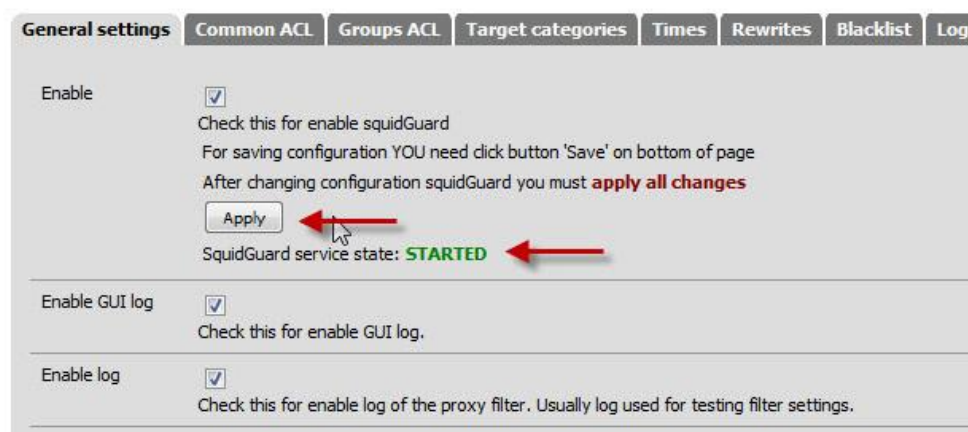 General settings Common ACL Groups ACL Target categories Times Rewrites Blacklist Log
Enable
Check this for enable squidGuard
For saving configuration YOU need click button 'Save' on bottom of page
After changing configuration squidGuard you must apply all changes
Apply
SquidGuard service state: STARTED
Enable GUI log
Check this for enable GUI log.
Enable log
Check this for enable log of the proxy filter. Usually log used for testing filter settings.